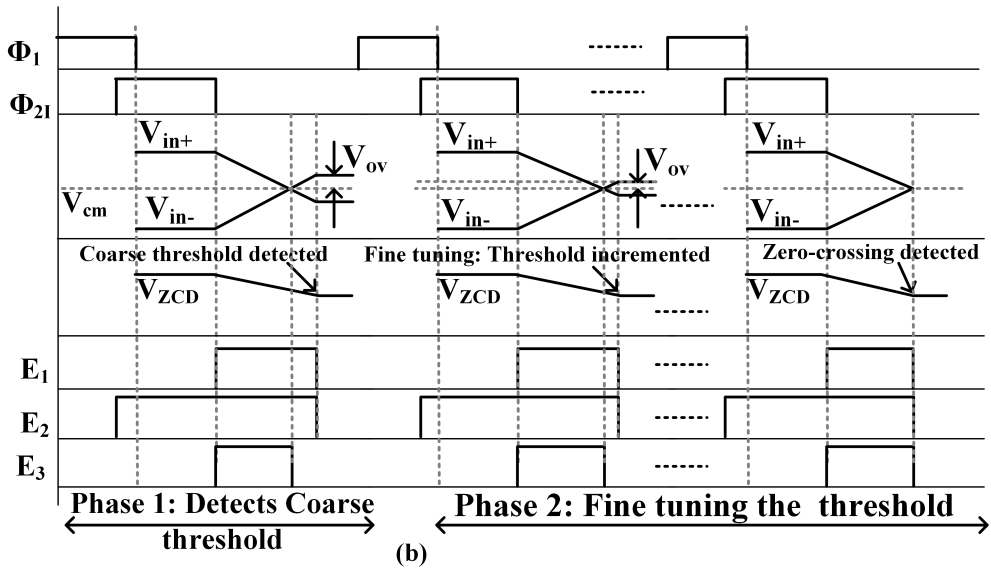 Φ1
Φ2I
Vin+ Vin+ Vin+
Vov Vov
Vcm
Vin- Vin- Vin-
Coarse threshold detected Fine tuning: Threshold incremented Zero-crossing detected
VZCD VZCD VZCD
E1
E2
E3
Phase 1: Detects Coarse threshold
Phase 2: Fine tuning the threshold
(b)